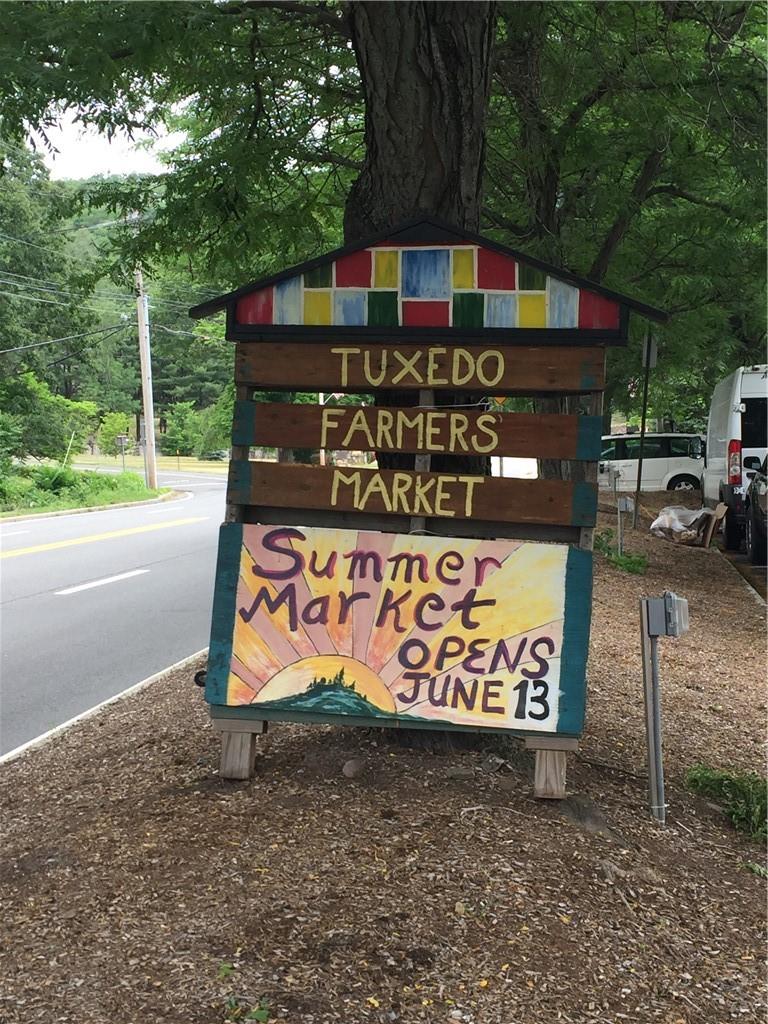 TUXEDO
FARMERS'
MARKET
Summer
Market
OPENS
JUNE 13